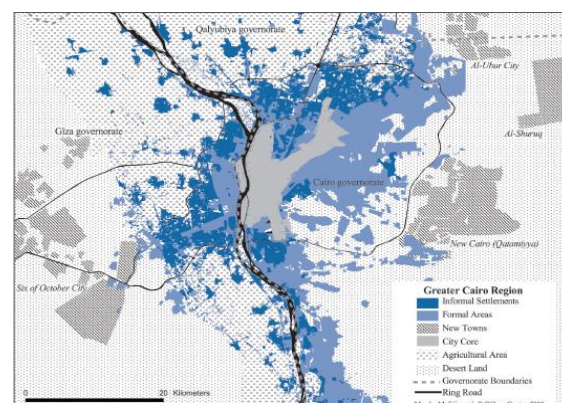 Qalyubiya governorate
Al-Ubur City
Al-Shuruq
Giza governorate
Cairo governorate
New Cairo (Qatamiyya)
Six of October City
Greater Cairo Region
Informal Settlements
Formal Areas
New Towns
City Core
Agricultural Area
Desert Land
Governorate Boundaries
Ring Road
0 20 Kilometers